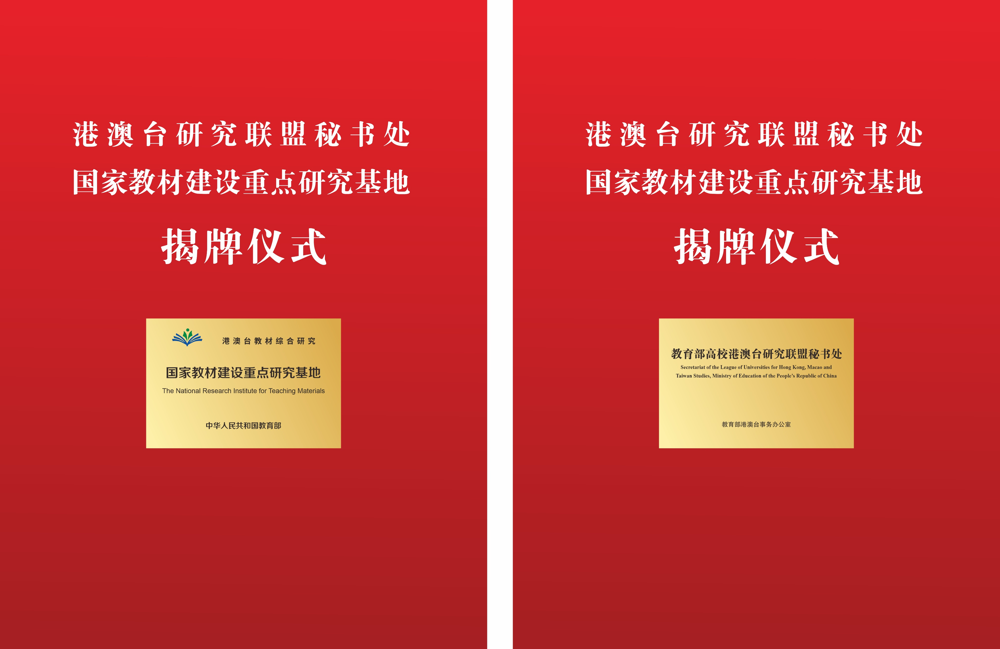 港澳台研究联盟秘书处
国家教材建设重点研究基地
揭牌仪式
港澳台教材综合研究
国家教材建设重点研究基地
The National Research Institute for Teaching Materials
中华人民共和国教育部
港澳台研究联盟秘书处
国家教材建设重点研究基地
揭牌仪式
教育部高校港澳台研究联盟秘书处
Secretariat of the League of Universities for Hong Kong, Macao and
Taiwan Studies, Ministry of Education of the People’s Republic of China
教育部港澳台事务办公室